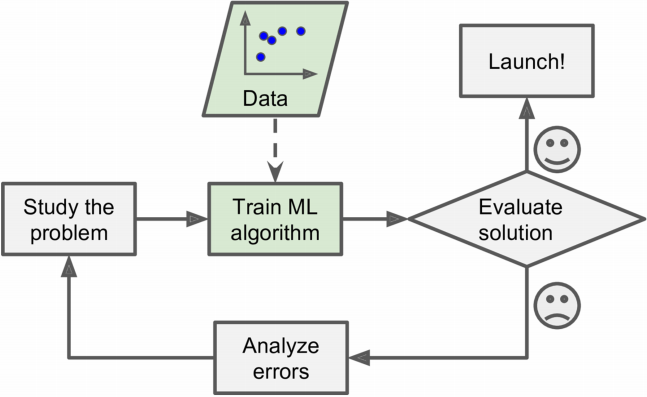 Data
Launch!
Study the
problem
Train ML
algorithm
Evaluate
solution
Analyze
errors